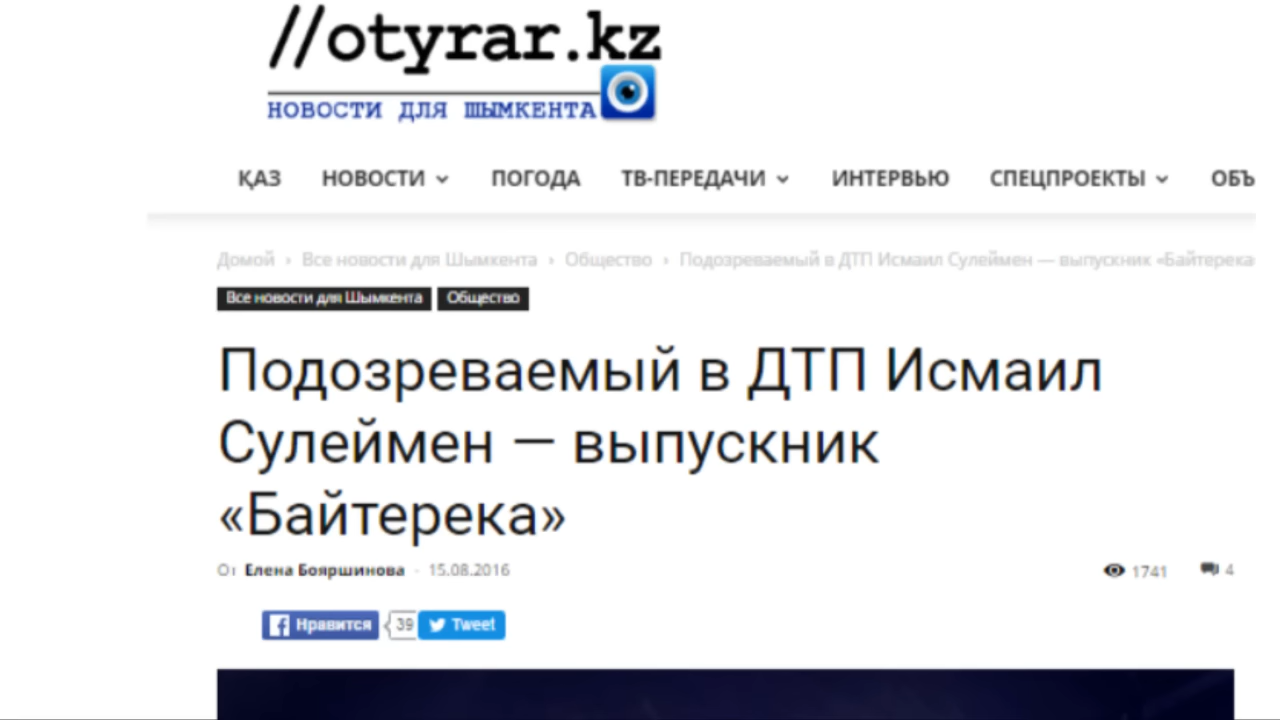 //otyrar.kz
НОВОСТИ ДЛЯ ШЫМКЕНТА
ҚАЗ НОВОСТИ ПОГОДА ТВ-ПЕРЕДАЧИ ИНТЕРВЬЮ СПЕЦПРОЕКТЫ ОБЪ
Домой › Все новости для Шымкента › Общество › Подозреваемый в ДТП Исмаил Сулеймен — выпускник «Байтерека
Все новости для Шымкента Общество
Подозреваемый в ДТП Исмаил
Сулеймен — выпускник
«Байтерека»
От Елена Бояршинова - 15.08.2016 1741 4
Нравится 39 Tweet